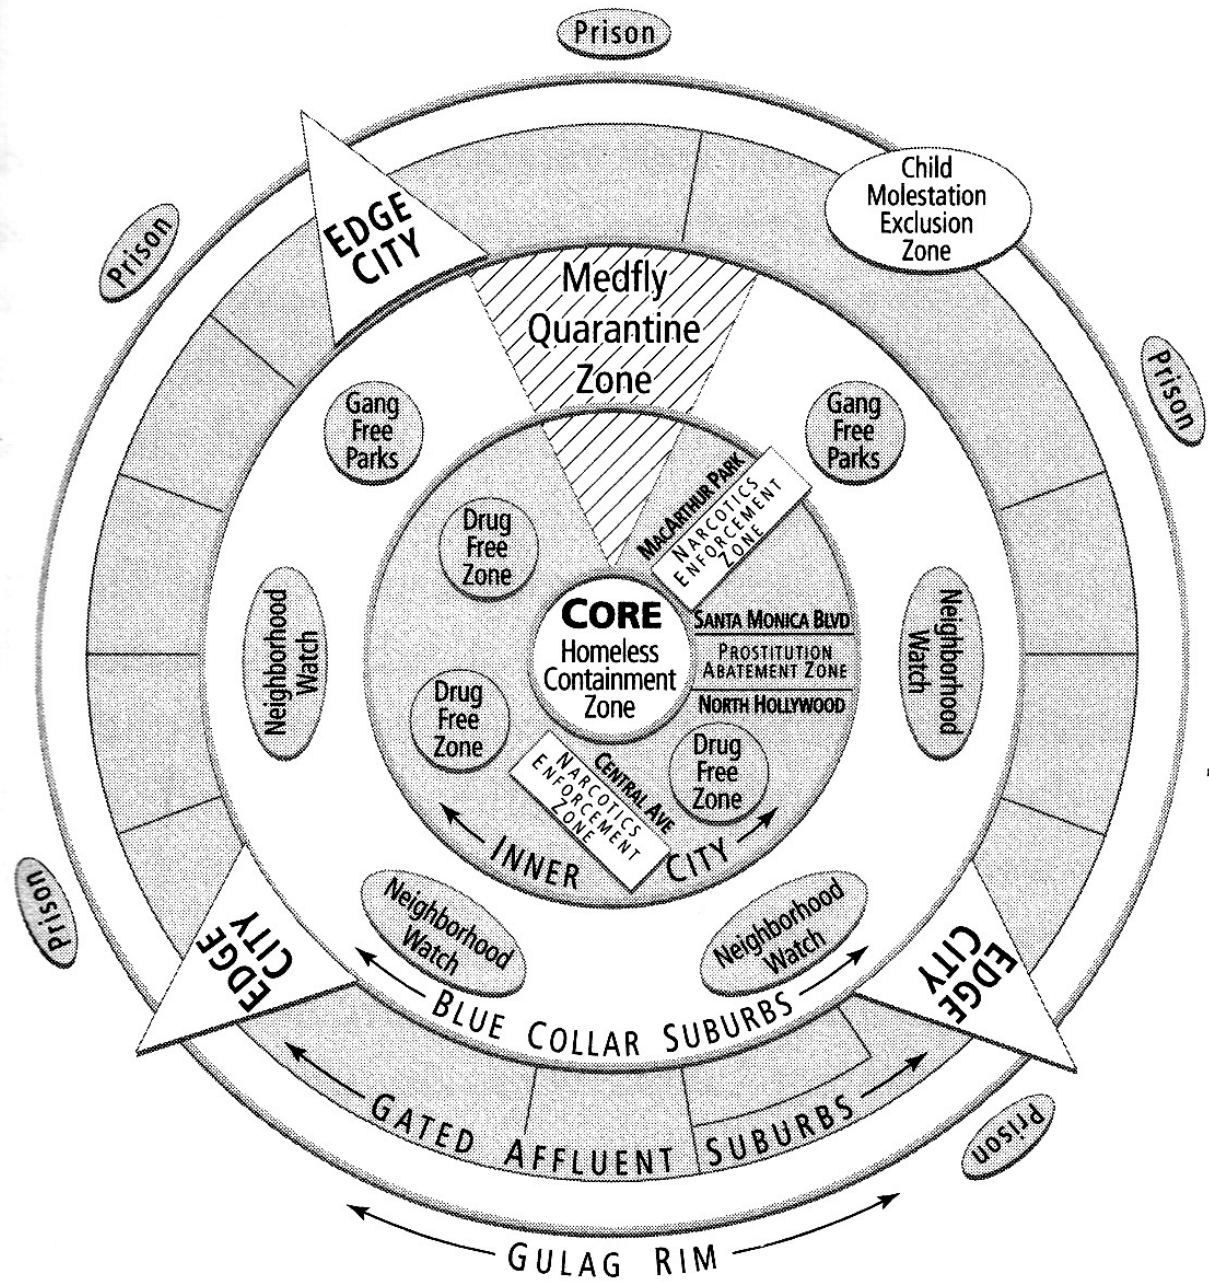 Prison
Child
Molestation
Exclusion
Zone
EDGE
CITY
Prison
Medfly
Quarantine
Zone
Prison
Gang
Free
Parks
Gang
Free
Parks
MACARTHUR PARK
NARCOTICS
ENFORCEMENT
ZONE
Drug
Free
Zone
CORE
Homeless
Containment
Zone
SANTA MONICA BLVD
PROSTITUTION
ABATEMENT ZONE
NORTH HOLLYWOOD
Neighborhood
Watch
Neighborhood
Watch
Drug
Free
Zone
Drug
Free
Zone
CENTRAL AVE
NARCOTICS
ENFORCEMENT
ZONE
INNER CITY
Prison
Neighborhood
Watch
Neighborhood
Watch
EDGE
CITY
EDGE
CITY
BLUE COLLAR SUBURBS
GATED AFFLUENT SUBURBS
Prison
GULAG RIM